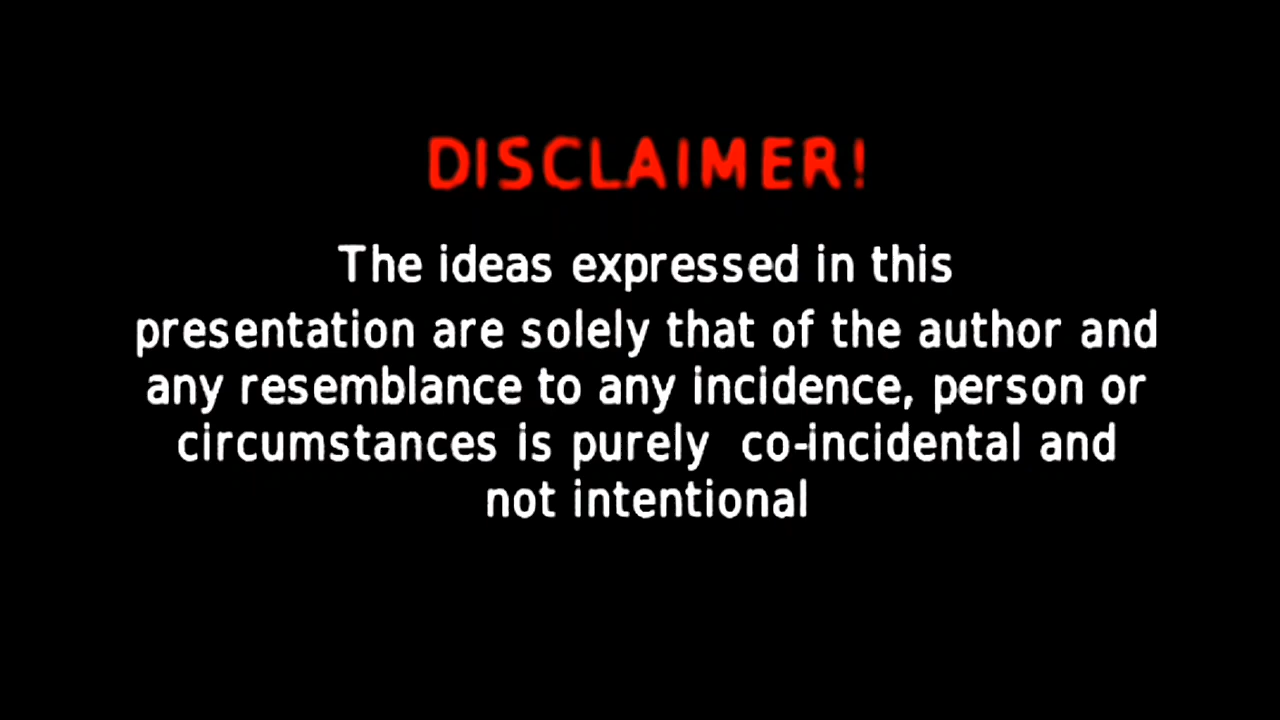 DISCLAIMER!
The ideas expressed in this
presentation are solely that of the author and
any resemblance to any incidence, person or
circumstances is purely  co-incidental and
not intentional